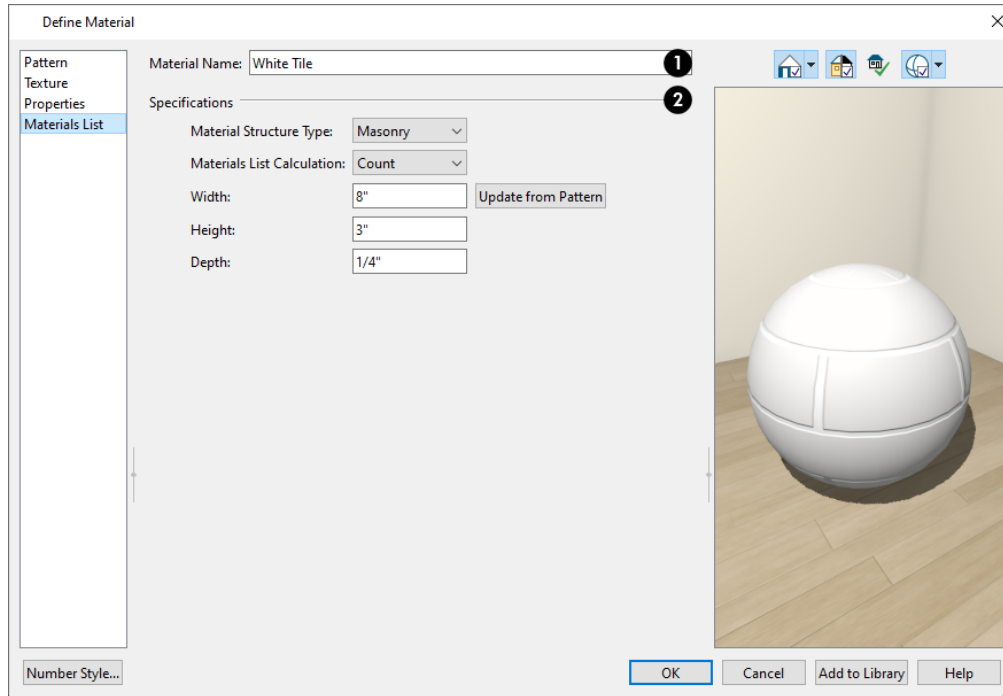 Define Material
Pattern
Texture
Properties
Materials List
Material Name: White Tile 1
Specifications 2
Material Structure Type: Masonry
Materials List Calculation: Count
Width: 8" Update from Pattern
Height: 3"
Depth: 1/4"
Number Style... OK Cancel Add to Library Help